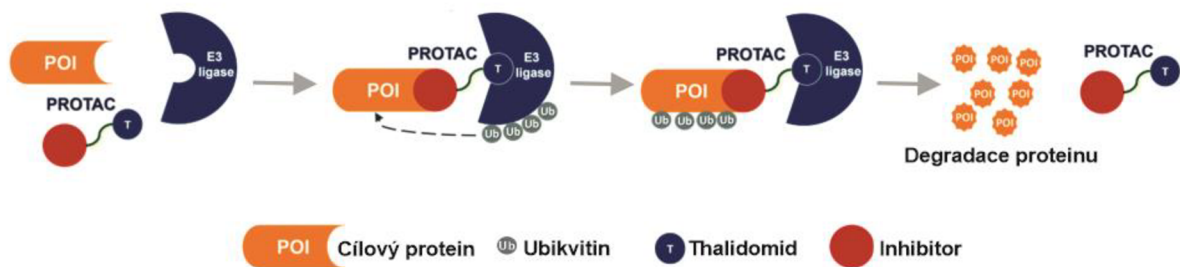 POI
E3
ligase
PROTAC
T
PROTAC
POI
T
E3
ligase
Ub Ub Ub Ub
PROTAC
POI
T
E3
ligase
Ub Ub Ub Ub
POI POI POI
POI POI
POI POI
PROTAC
T
Degradace proteinu
POI Cílový protein Ub Ubikvitin T Thalidomid Inhibitor